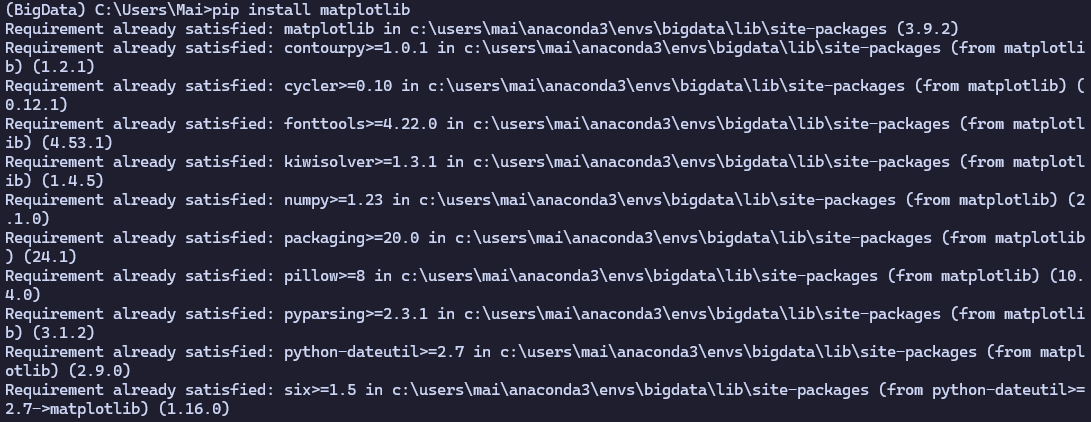 (BigData) C:\Users\Mai>pip install matplotlib
Requirement already satisfied: matplotlib in c:\users\mai\anaconda3\envs\bigdata\lib\site-packages (3.9.2)
Requirement already satisfied: contourpy>=1.0.1 in c:\users\mai\anaconda3\envs\bigdata\lib\site-packages (from matplotli
b) (1.2.1)
Requirement already satisfied: cycler>=0.10 in c:\users\mai\anaconda3\envs\bigdata\lib\site-packages (from matplotlib) (
0.12.1)
Requirement already satisfied: fonttools>=4.22.0 in c:\users\mai\anaconda3\envs\bigdata\lib\site-packages (from matplotl
ib) (4.53.1)
Requirement already satisfied: kiwisolver>=1.3.1 in c:\users\mai\anaconda3\envs\bigdata\lib\site-packages (from matplotl
ib) (1.4.5)
Requirement already satisfied: numpy>=1.23 in c:\users\mai\anaconda3\envs\bigdata\lib\site-packages (from matplotlib) (2
.1.0)
Requirement already satisfied: packaging>=20.0 in c:\users\mai\anaconda3\envs\bigdata\lib\site-packages (from matplotlib
) (24.1)
Requirement already satisfied: pillow>=8 in c:\users\mai\anaconda3\envs\bigdata\lib\site-packages (from matplotlib) (10.
4.0)
Requirement already satisfied: pyparsing>=2.3.1 in c:\users\mai\anaconda3\envs\bigdata\lib\site-packages (from matplotli
b) (3.1.2)
Requirement already satisfied: python-dateutil>=2.7 in c:\users\mai\anaconda3\envs\bigdata\lib\site-packages (from matpl
otlib) (2.9.0)
Requirement already satisfied: six>=1.5 in c:\users\mai\anaconda3\envs\bigdata\lib\site-packages (from python-dateutil>=
2.7->matplotlib) (1.16.0)